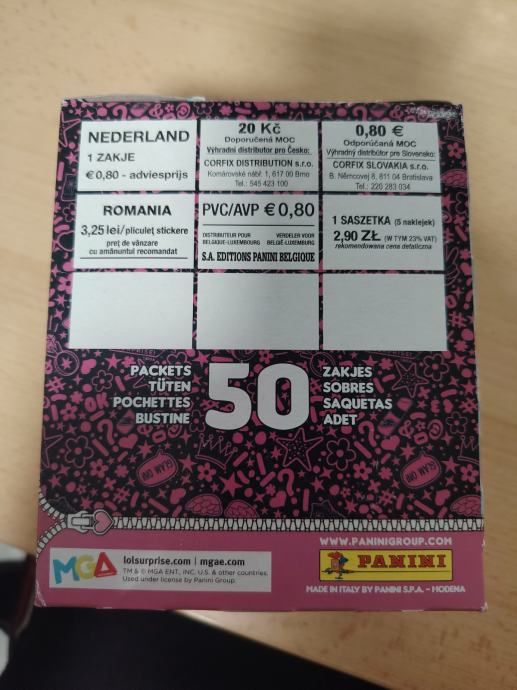 NEDERLAND
1 ZAKJE
€ 0,80 - adviesprijs
20 Kč
Doporučená MOC
Výhradní distributor pro Česko:
CORFIX DISTRIBUTION s.r.o.
Komárovské nábř. 1, 617 00 Brno
Tel.: 545 423 100
0,80 €
Odporúčaná MOC
Výhradný distribútor pre Slovensko:
CORFIX SLOVAKIA s.r.o.
B. Němcovej 8, 811 04 Bratislava
Tel.: 220 283 034
ROMANIA
3,25 lei/pliculeț stickere
preț de vânzare
cu amănuntul recomandat
PVC/AVP € 0,80
DISTRIBUTEUR POUR
BELGIQUE-LUXEMBOURG
VERDELER VOOR
BELGIË-LUXEMBURG
S.A. EDITIONS PANINI BELGIQUE
1 SASZETKA (5 naklejek)
2,90 ZŁ (W TYM 23% VAT)
rekomendowana cena detaliczna
PACKETS
TÜTEN
POCHETTES
BUSTINE
50
ZAKJES
SOBRES
SAQUETAS
ADET
OK
GLAM ON!
GLAM ON!
MGA
lolsurprise.com | mgae.com
TM & © MGA ENT., INC. U.S. & other countries.
Used under license by Panini Group.
WWW.PANINIGROUP.COM
PANINI
MADE IN ITALY BY PANINI S.P.A. - MODENA